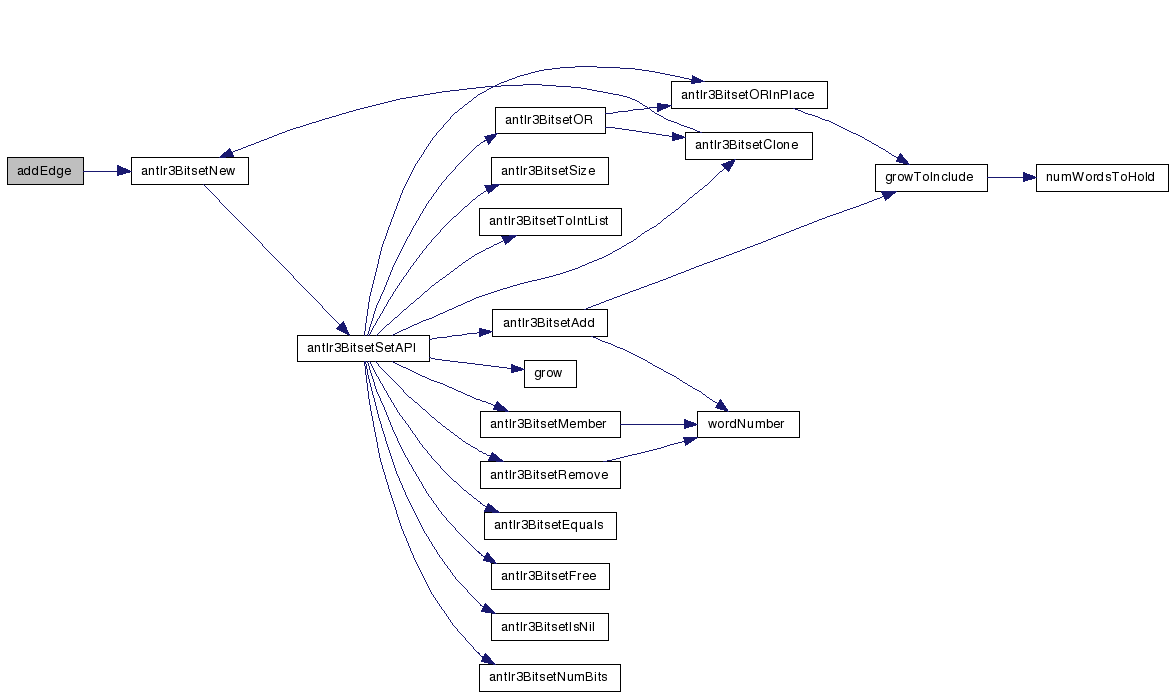 antlr3BitsetORInPlace
antlr3BitsetOR
antlr3BitsetClone
addEdge
antlr3BitsetNew
antlr3BitsetSize
growToInclude
numWordsToHold
antlr3BitsetToIntList
antlr3BitsetAdd
antlr3BitsetSetAPI
grow
antlr3BitsetMember
wordNumber
antlr3BitsetRemove
antlr3BitsetEquals
antlr3BitsetFree
antlr3BitsetIsNil
antlr3BitsetNumBits